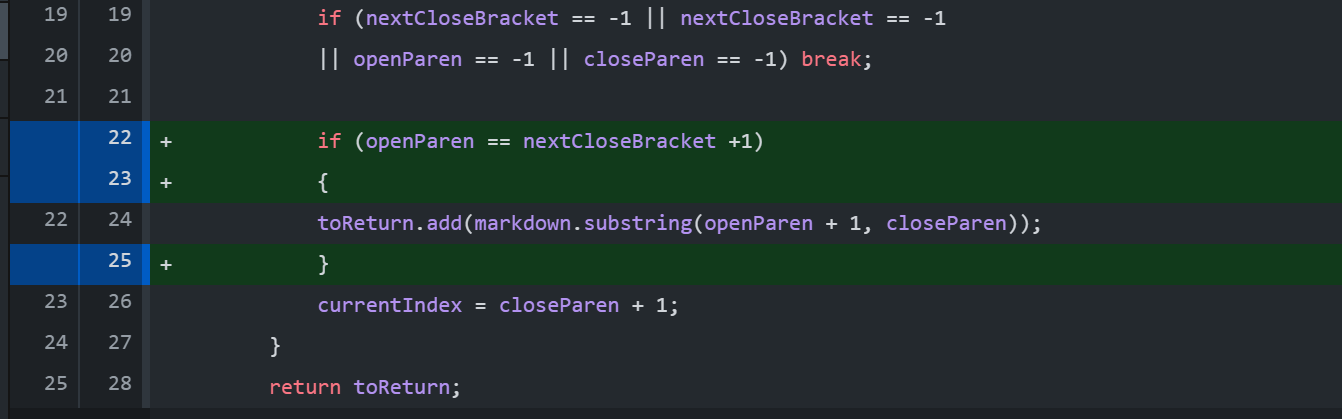 19 19 if (nextCloseBracket == -1 || nextCloseBracket == -1
20 20 || openParen == -1 || closeParen == -1) break;
21 21
22 + if (openParen == nextCloseBracket +1)
23 + {
22 24 toReturn.add(markdown.substring(openParen + 1, closeParen));
25 + }
23 26 currentIndex = closeParen + 1;
24 27 }
25 28 return toReturn;